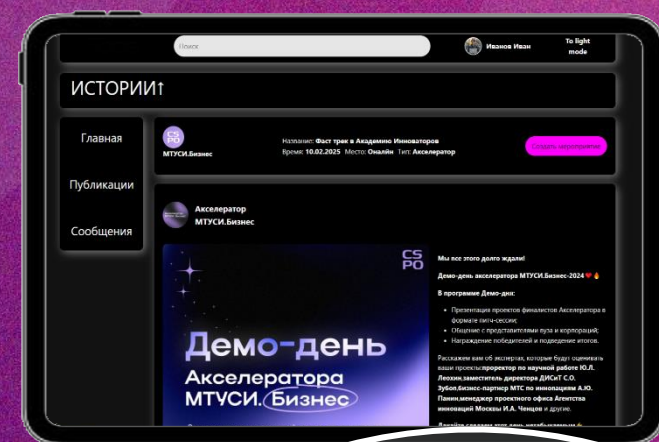 Поиск
Иванов Иван
To light
mode
ИСТОРИИ↑
Главная
Публикации
Сообщения
CS
PO
МТУСИ.Бизнес
Название: Фаст трек в Академию Инноваторов
Время: 10.02.2025 Место: Онлайн Тип: Акселератор
Создать мероприятие
Акселератор
МТУСИ.Бизнес
CS
PO
Демо-день
Акселератора
МТУСИ.Бизнес
Мы все этого долго ждали!
Демо-день акселератора МТУСИ.Бизнес-2024❤️🔥
В программе Демо-дня:
• Презентация проектов финалистов Акселератора в
формате питч-сессии;
• Общение с представителями вуза и корпораций;
• Награждение победителей и подведение итогов.
Расскажем вам об экспертах, которые будут оценивать
ваши проекты:проректор по научной работе Ю.Л.
Леохин,заместитель директора ДИСиТ С.О.
Зубов,бизнес-партнер МТС по инновациям А.Ю.
Панин,менеджер проектного офиса Агентства
инноваций Москвы И.А. Ченцов и другие.